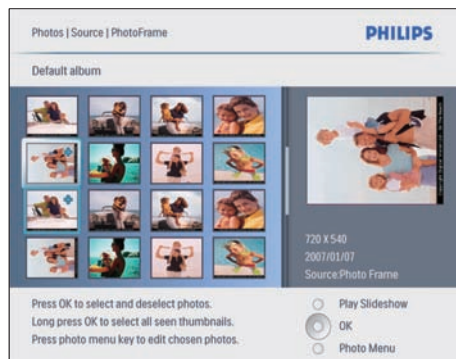 Photos | Source | PhotoFrame
PHILIPS
Default album
720 X 540
2007/01/07
Source:Photo Frame
Press OK to select and deselect photos.
Long press OK to select all seen thumbnails.
Press photo menu key to edit chosen photos.
Play Slideshow
OK
Photo Menu